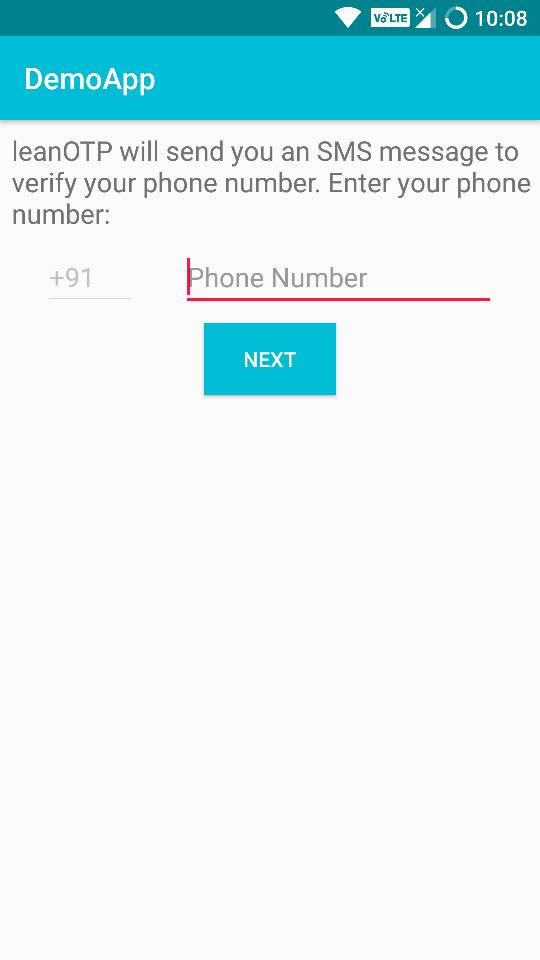 VoLTE 10:08
DemoApp
leanOTP will send you an SMS message to
verify your phone number. Enter your phone
number:
+91 Phone Number
NEXT